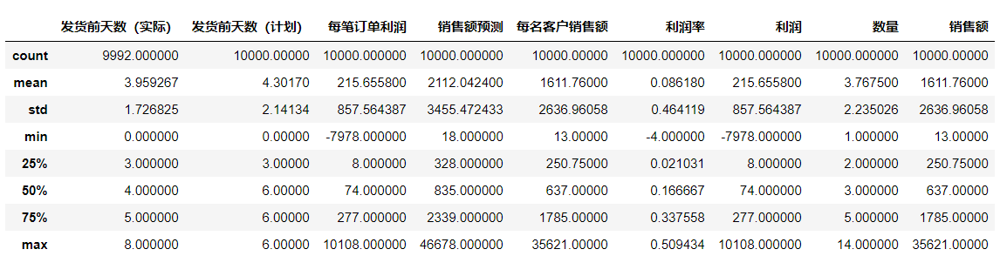 发货前天数（实际） 发货前天数（计划） 每笔订单利润 销售额预测 每名客户销售额 利润率 利润 数量 销售额
count 9992.000000 10000.00000 10000.000000 10000.000000 10000.00000 10000.000000 10000.000000 10000.000000 10000.00000
mean 3.959267 4.30170 215.655800 2112.042400 1611.76000 0.086180 215.655800 3.767500 1611.76000
std 1.726825 2.14134 857.564387 3455.472433 2636.96058 0.464119 857.564387 2.235026 2636.96058
min 0.000000 0.00000 -7978.000000 18.000000 13.00000 -4.000000 -7978.000000 1.000000 13.00000
25% 3.000000 3.00000 8.000000 328.000000 250.75000 0.021031 8.000000 2.000000 250.75000
50% 4.000000 6.00000 74.000000 835.000000 637.00000 0.166667 74.000000 3.000000 637.00000
75% 5.000000 6.00000 277.000000 2339.000000 1785.00000 0.337558 277.000000 5.000000 1785.00000
max 8.000000 6.00000 10108.000000 46678.000000 35621.00000 0.509434 10108.000000 14.000000 35621.00000